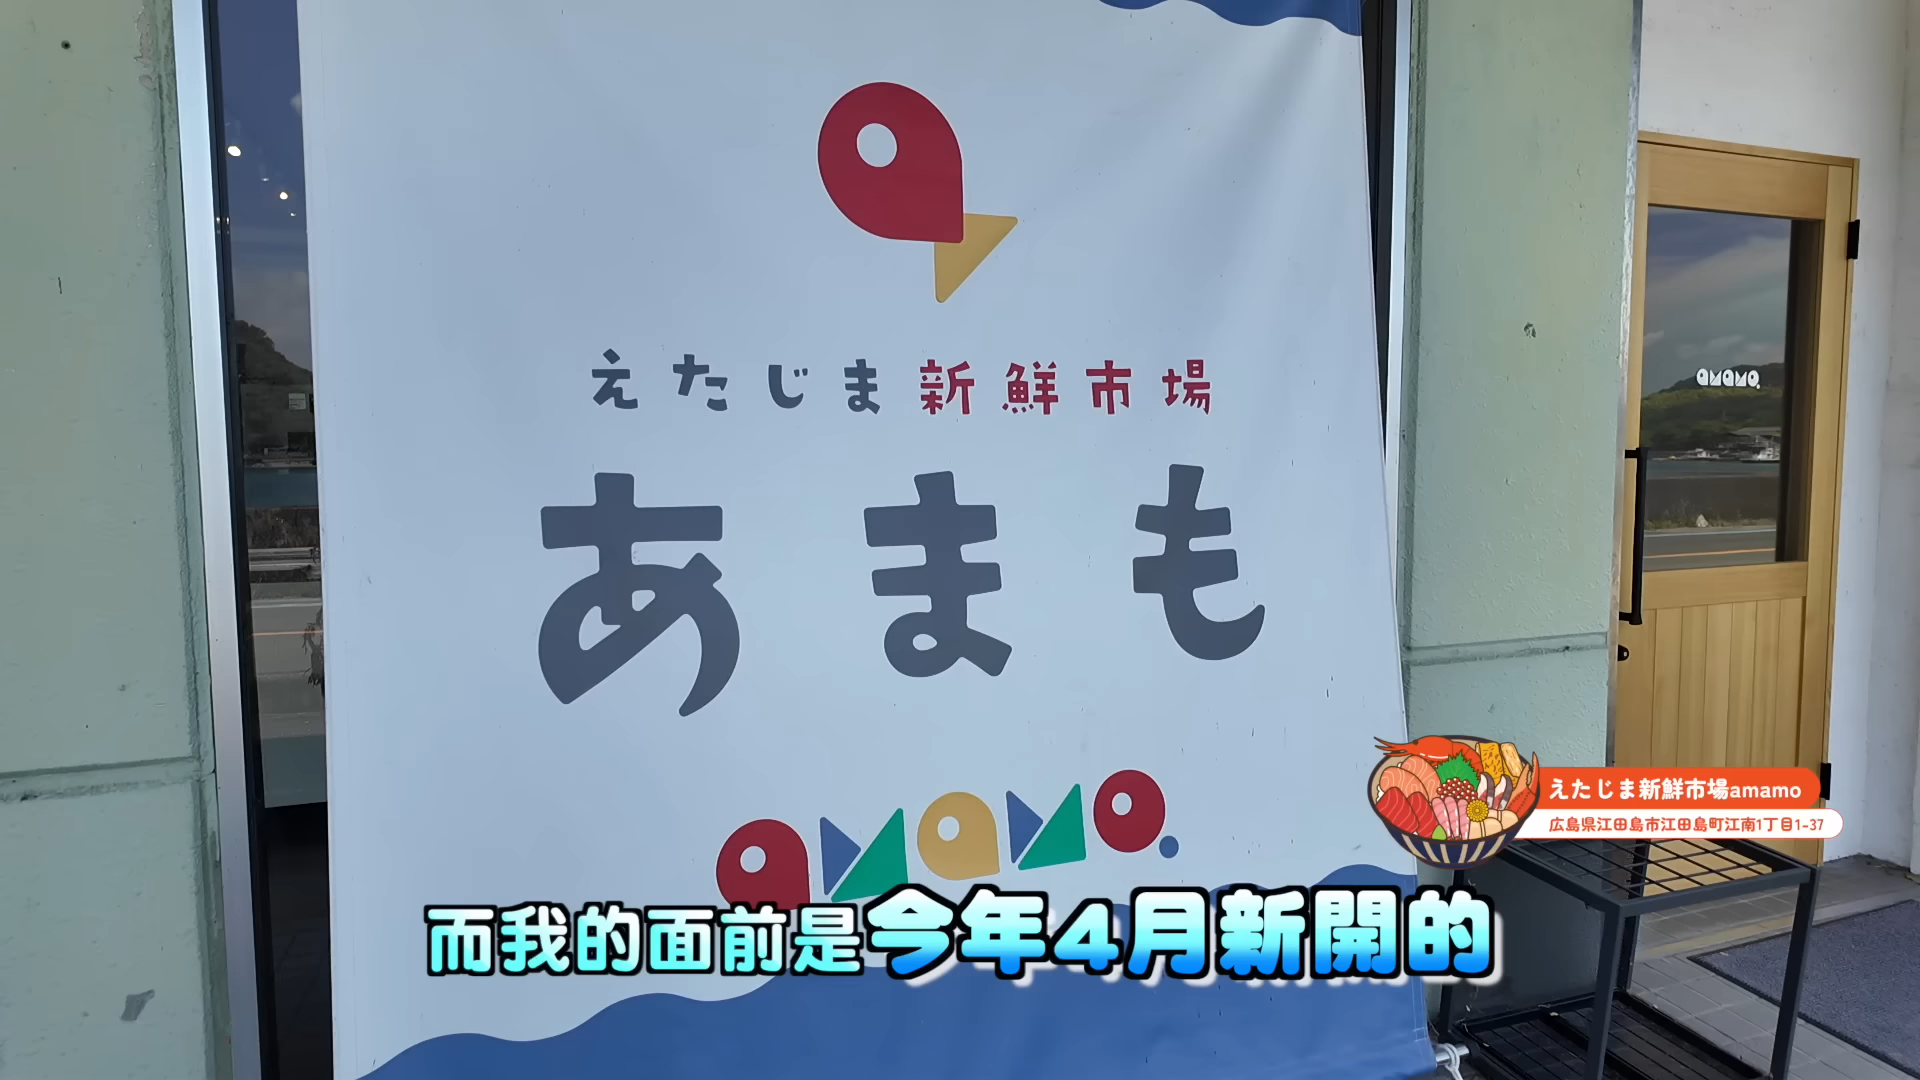 えたじま新鮮市場
あまも
amamo.
amamo.
えたじま新鮮市場amamo
広島県江田島市江田島町江南1丁目1-37
而我的面前是今年4月新開的